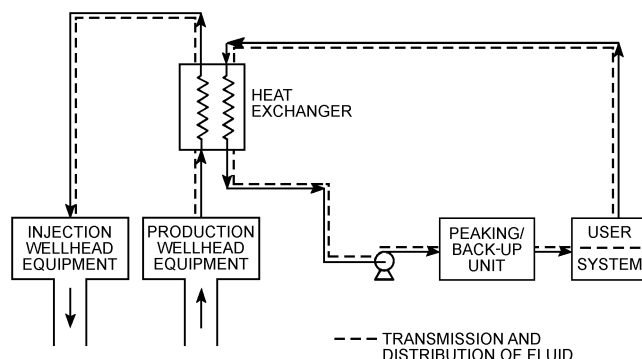 HEAT
EXCHANGER
INJECTION
WELLHEAD
EQUIPMENT
PRODUCTION
WELLHEAD
EQUIPMENT
PEAKING/
BACK-UP
UNIT
USER
SYSTEM
TRANSMISSION AND
DISTRIBUTION OF FLUID